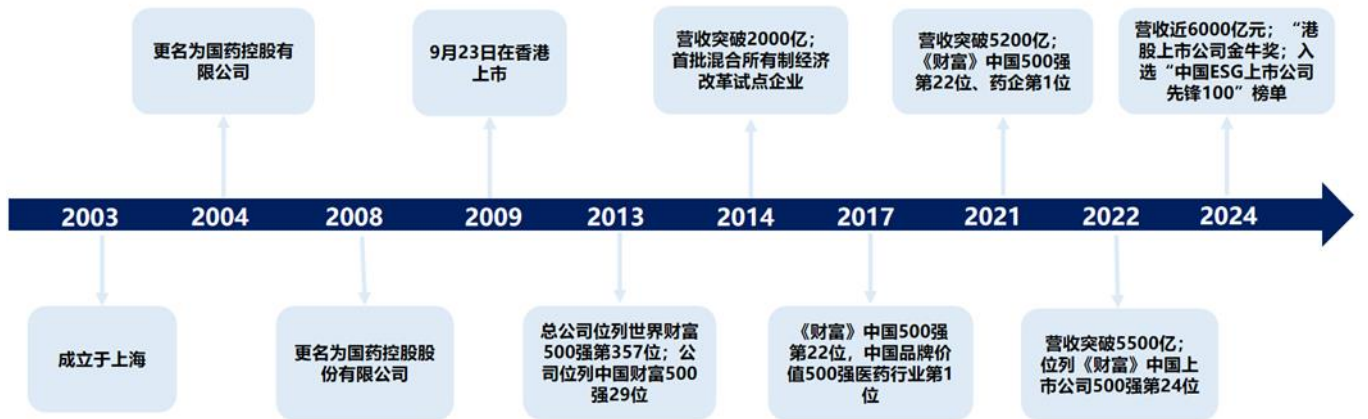 更名为国药控股有
限公司
9月23日在香港
上市
营收突破2000亿；
首批混合所有制经济
改革试点企业
营收突破5200亿；
《财富》中国500强
第22位、药企第1位
营收近6000亿元；“港
股上市公司金牛奖；入
选“中国ESG上市公司
先锋100”榜单
2003 2004 2008 2009 2013 2014 2017 2021 2022 2024
成立于上海
更名为国药控股股
份有限公司
总公司位列世界财富
500强第357位；公
司位列中国财富500
强29位
《财富》中国500强
第22位，中国品牌价
值500强医药行业第1
位
营收突破5500亿；
位列《财富》中国上
市公司500强第24位